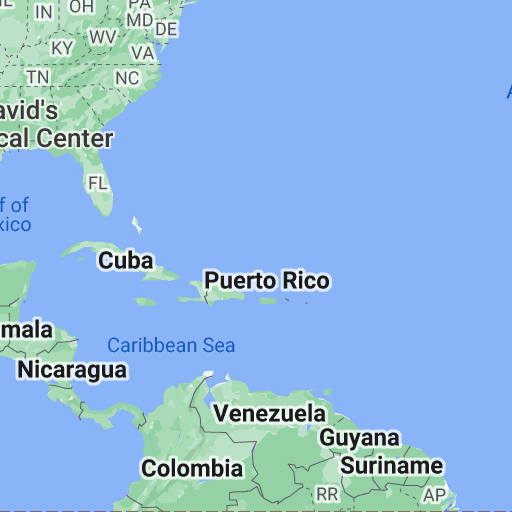 IN
OH
PA
MD
DE
WV
KY
VA
TN
NC
avid's
cal Center
FL
f of
xico
Cuba
Puerto Rico
mala
Caribbean Sea
Nicaragua
Venezuela
Guyana
Colombia
Suriname
RR
AP